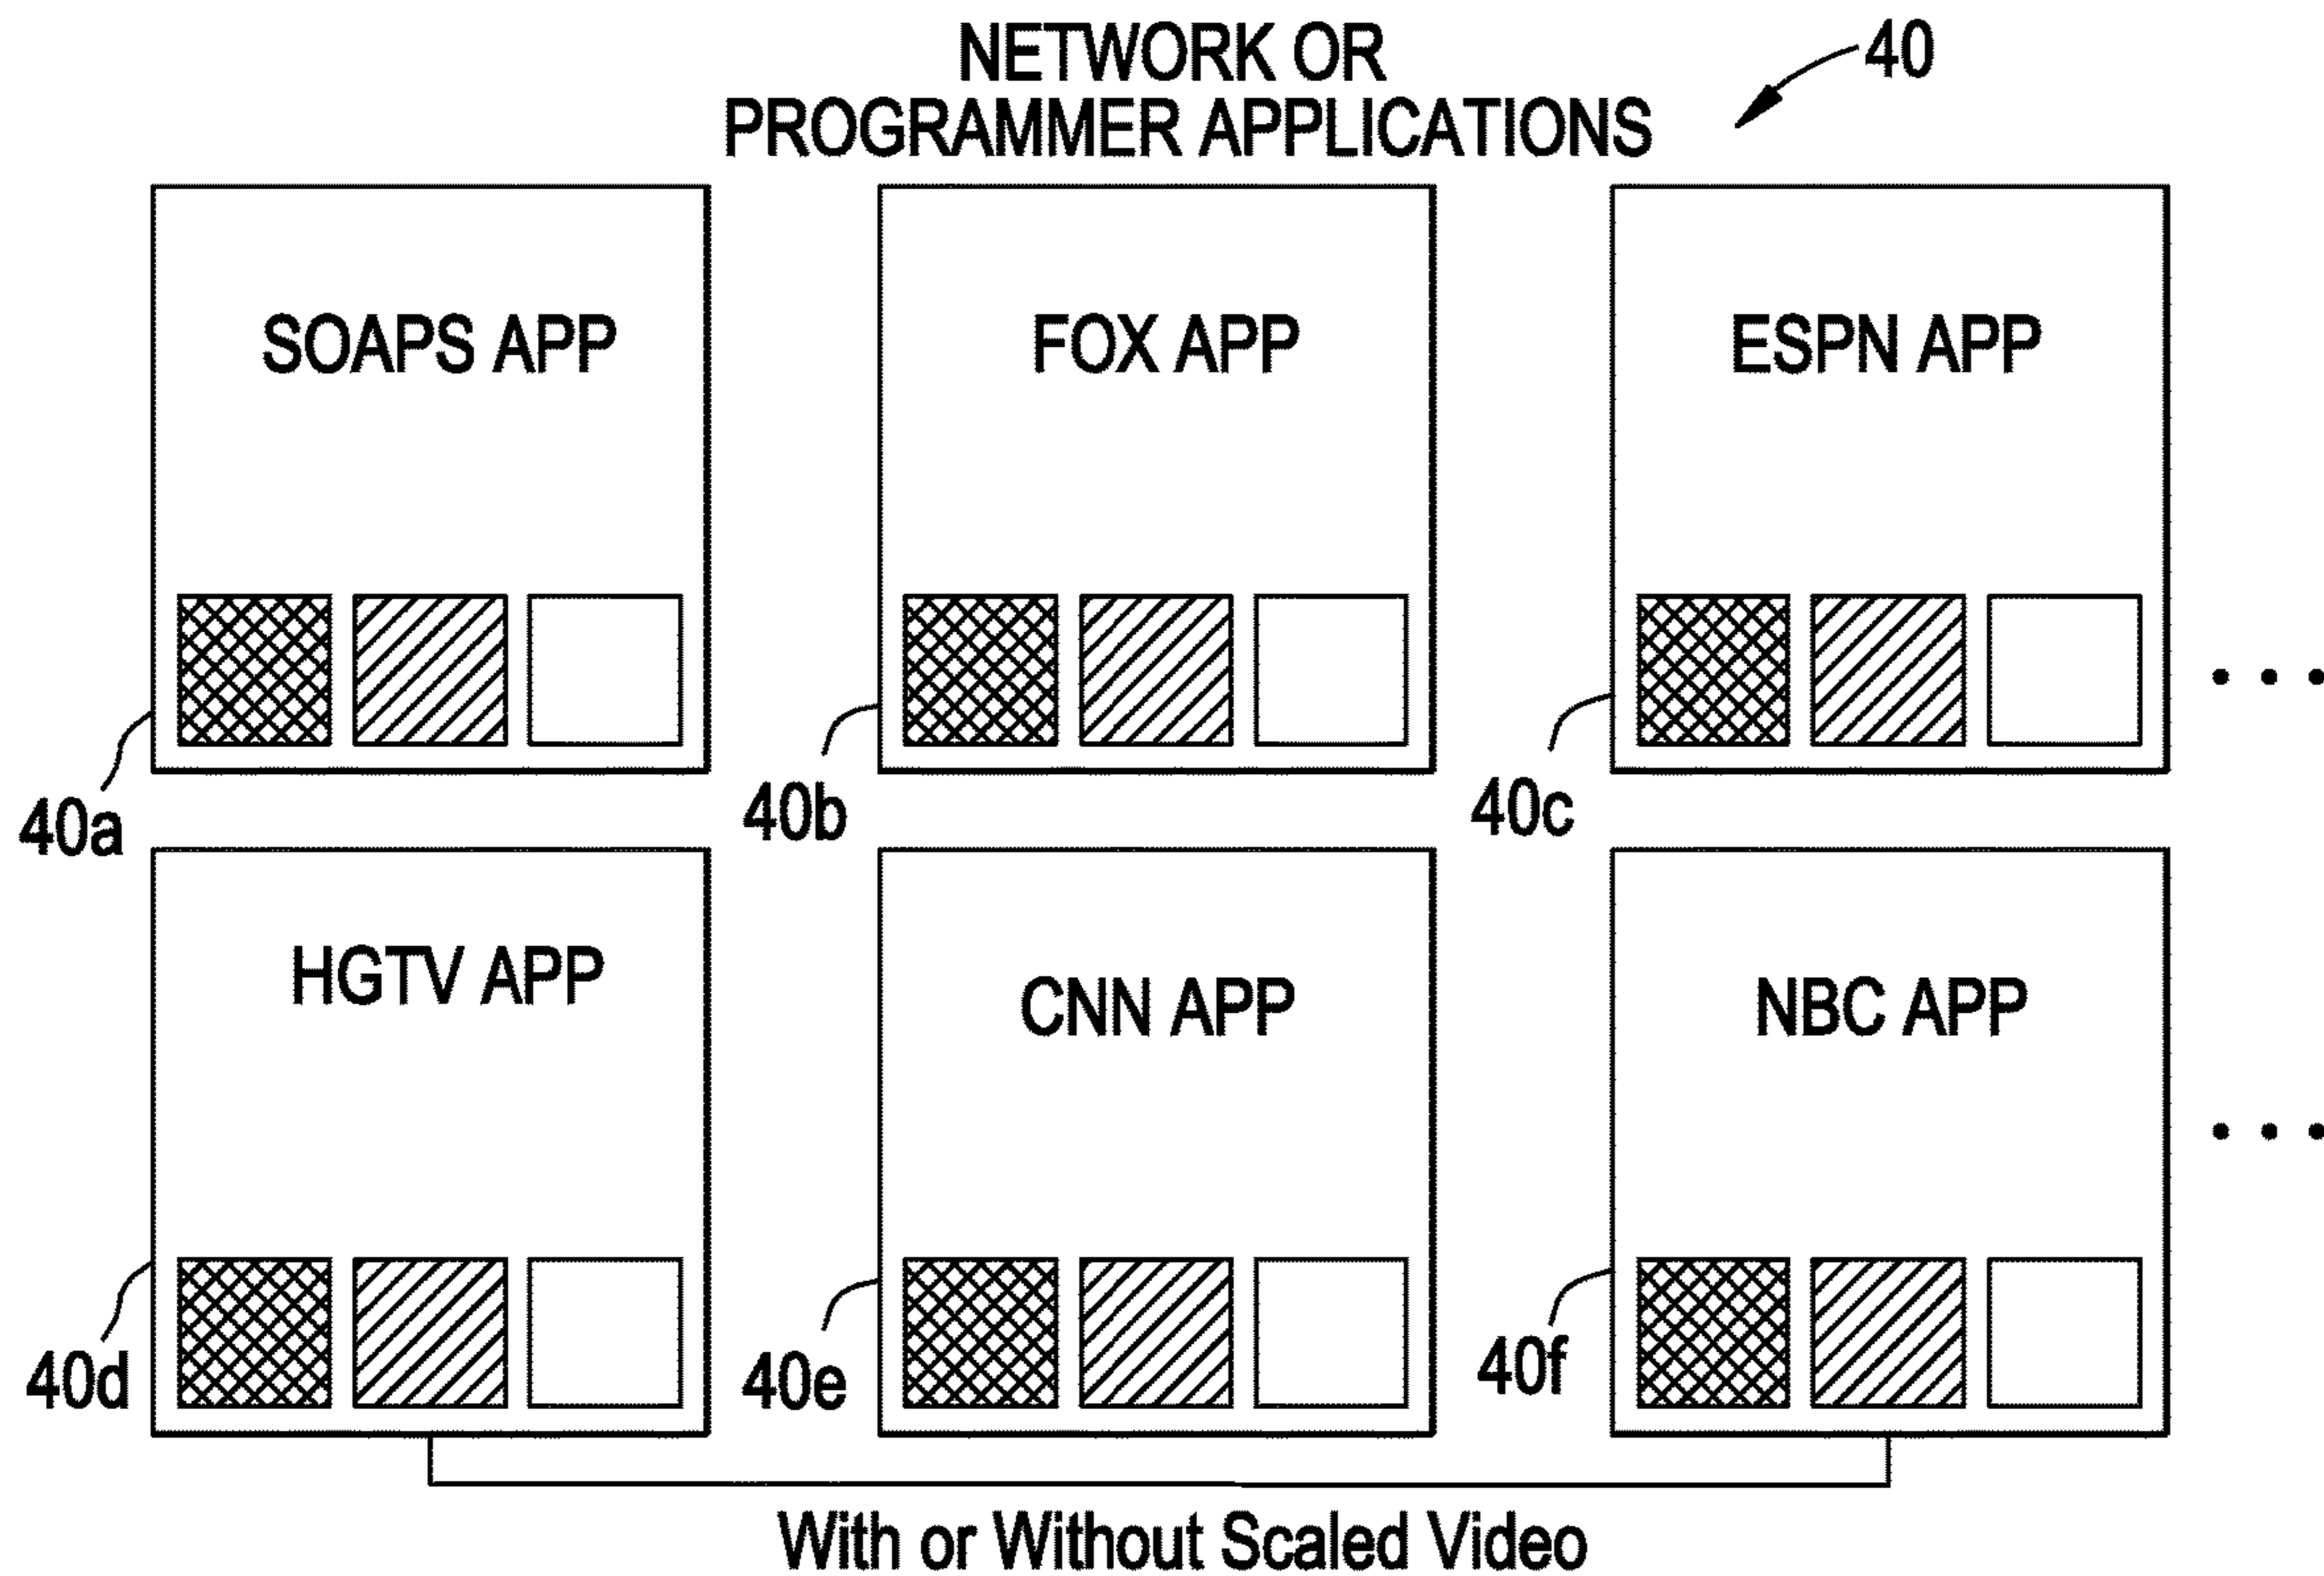 NETWORK OR
PROGRAMMER APPLICATIONS
40
SOAPS APP
FOX APP
ESPN APP
40a
40b
40c
HGTV APP
CNN APP
NBC APP
40d
40e
40f
With or Without Scaled Video